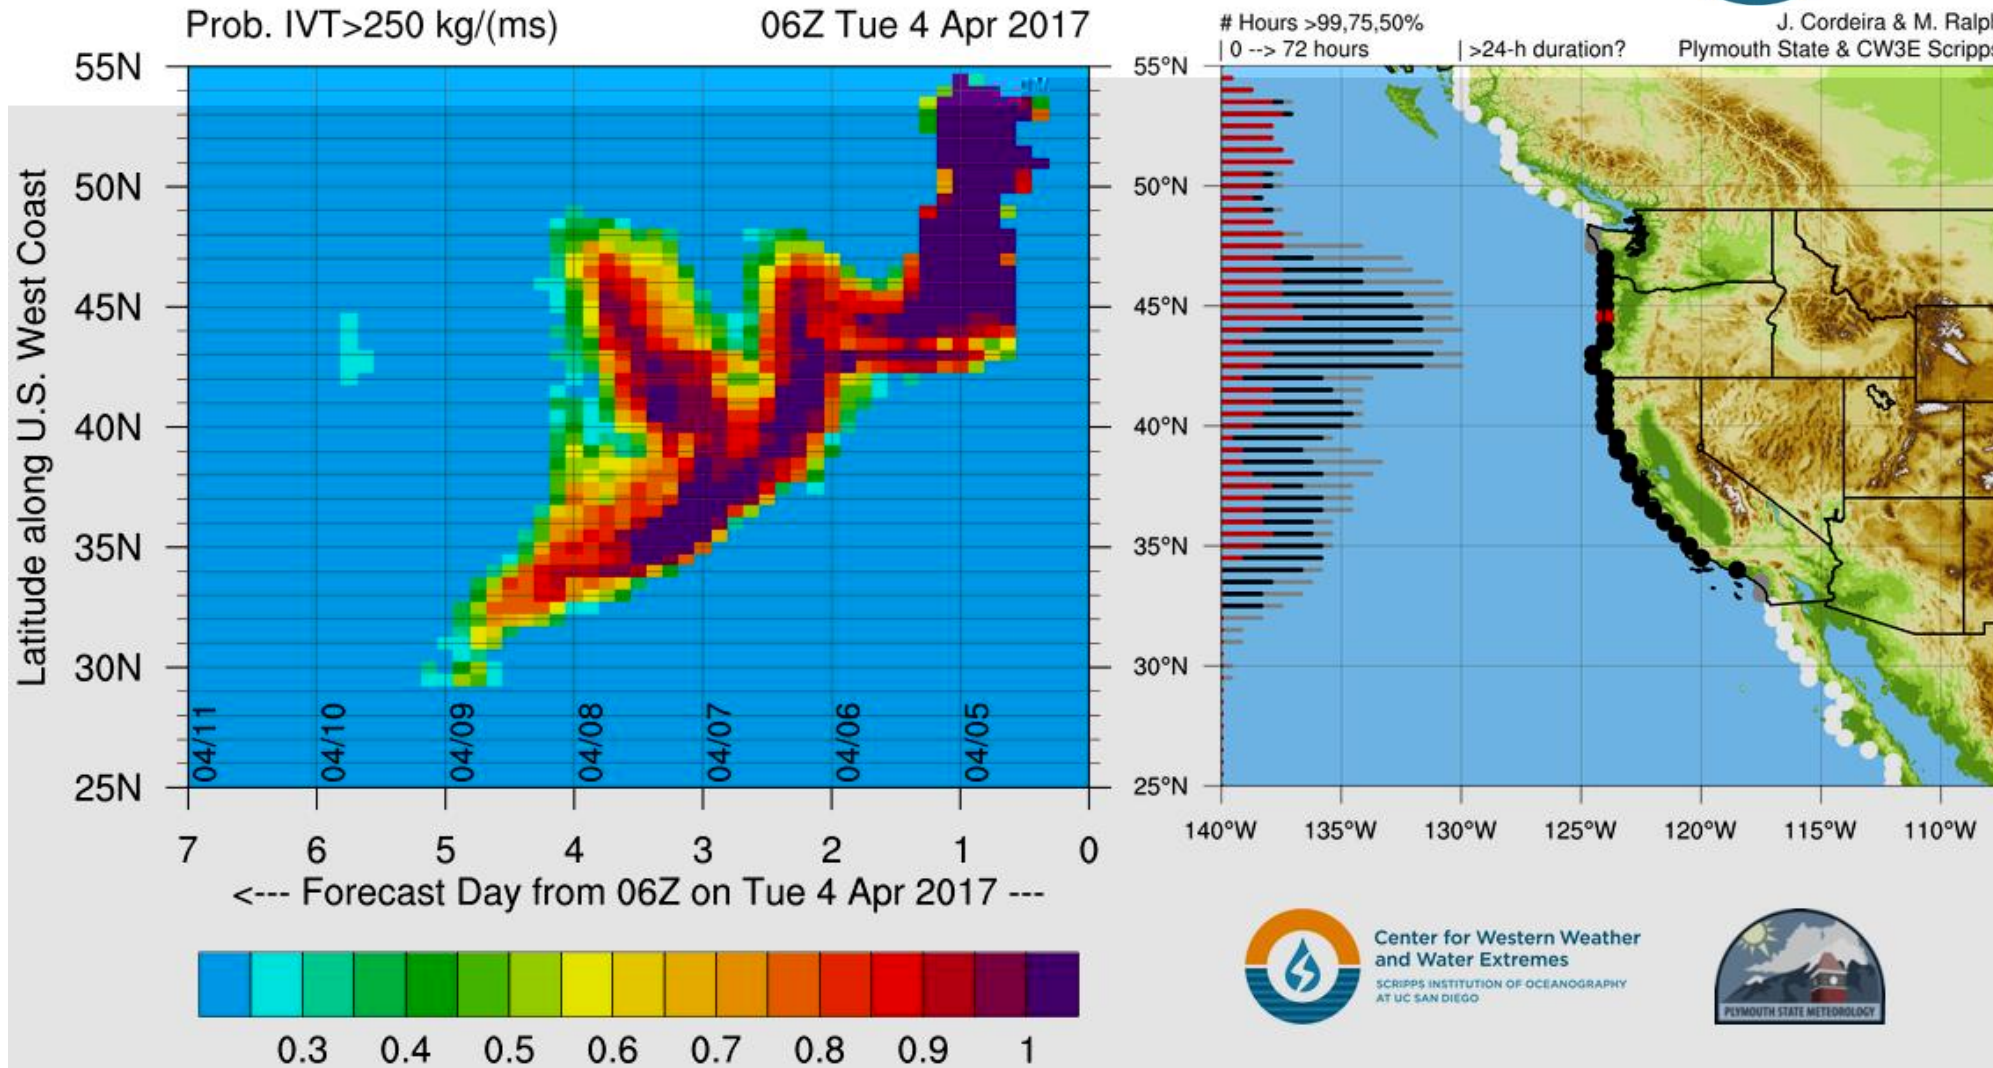 Prob. IVT>250 kg/(ms)
06Z Tue 4 Apr 2017
55N
50N
45N
40N
35N
30N
25N
Latitude along U.S. West Coast
04/11
04/10
04/09
04/08
04/07
04/06
04/05
7 6 5 4 3 2 1 0
<--- Forecast Day from 06Z on Tue 4 Apr 2017 ---
0.3 0.4 0.5 0.6 0.7 0.8 0.9 1
# Hours >99,75,50%
| 0 --> 72 hours
| >24-h duration?
J. Cordeira & M. Ralph
Plymouth State & CW3E Scripps
55°N
50°N
45°N
40°N
35°N
30°N
25°N
140°W 135°W 130°W 125°W 120°W 115°W 110°W
Center for Western Weather
and Water Extremes
SCRIPPS INSTITUTION OF OCEANOGRAPHY
AT UC SAN DIEGO
PLYMOUTH STATE METEOROLOGY